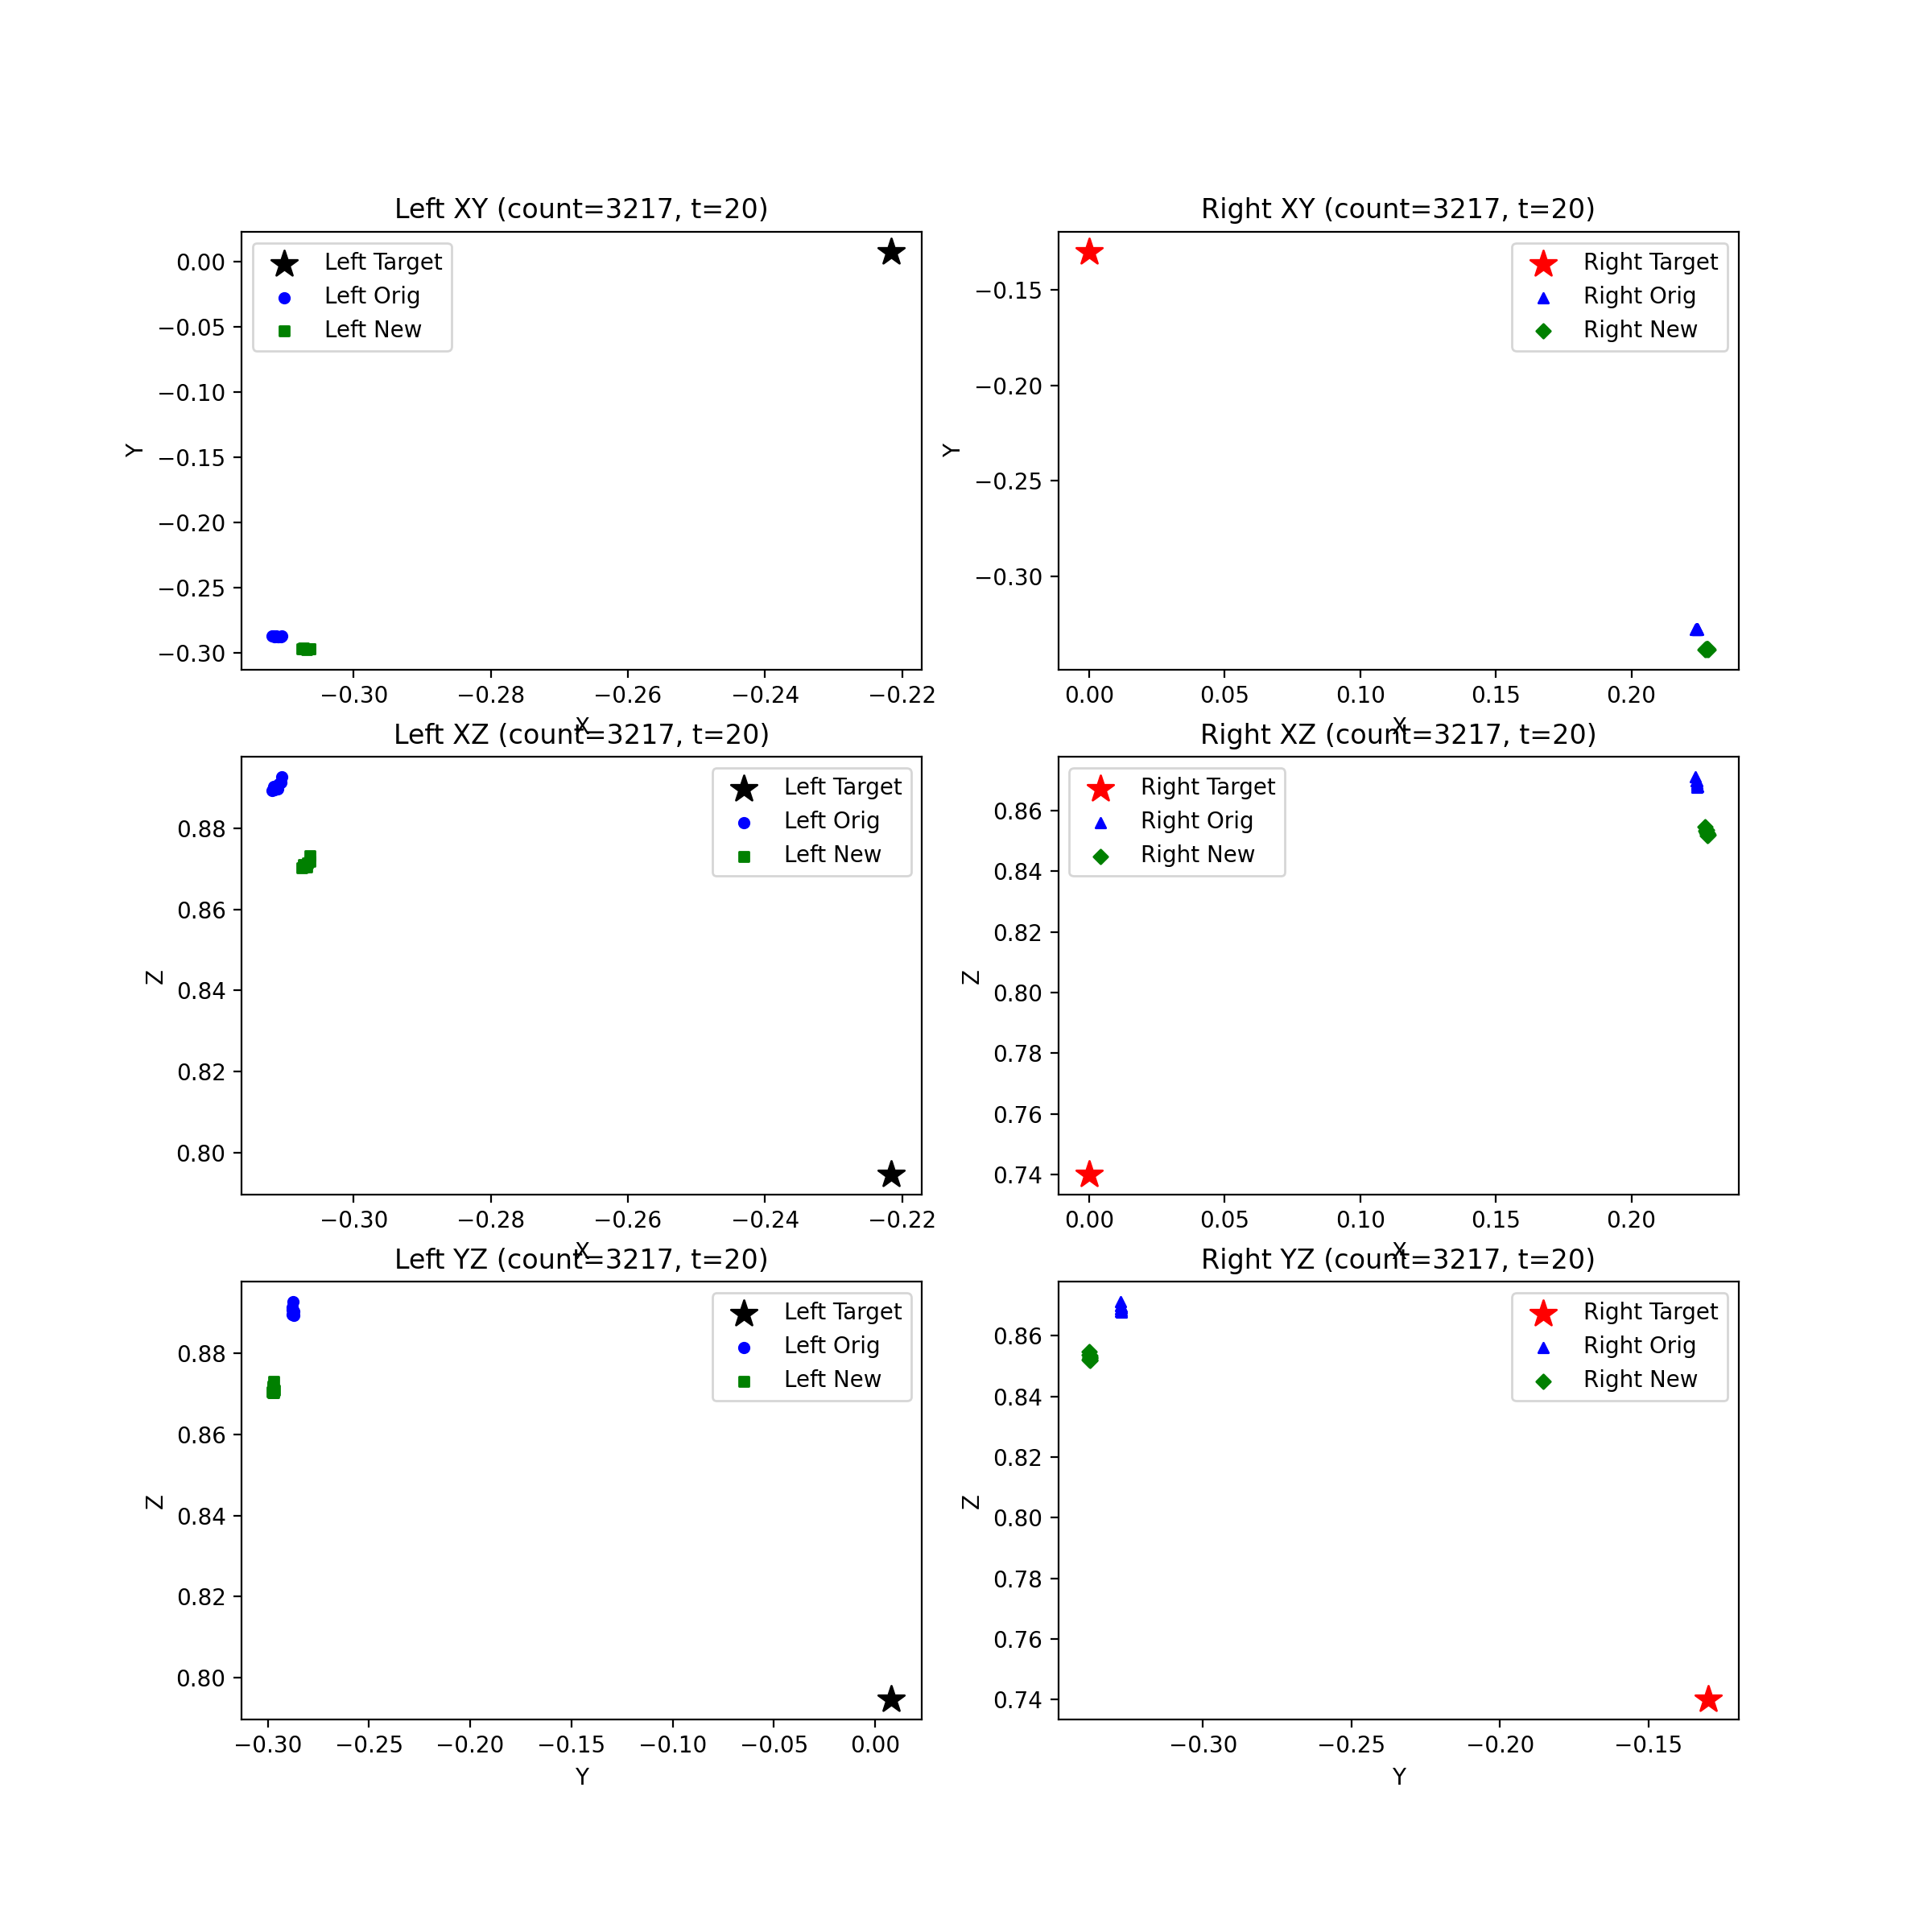 Left XY (count=3217, t=20)
Left Target
Left Orig
Left New
0.00
−0.05
−0.10
−0.15
−0.20
−0.25
−0.30
Y
−0.30
−0.28
−0.26
−0.24
−0.22
X
Right XY (count=3217, t=20)
Right Target
Right Orig
Right New
−0.15
−0.20
−0.25
−0.30
Y
0.00
0.05
0.10
0.15
0.20
X
Left XZ (count=3217, t=20)
Left Target
Left Orig
Left New
0.88
0.86
0.84
0.82
0.80
Z
−0.30
−0.28
−0.26
−0.24
−0.22
X
Right XZ (count=3217, t=20)
Right Target
Right Orig
Right New
0.86
0.84
0.82
0.80
0.78
0.76
0.74
Z
0.00
0.05
0.10
0.15
0.20
X
Left YZ (count=3217, t=20)
Left Target
Left Orig
Left New
0.88
0.86
0.84
0.82
0.80
Z
−0.30
−0.25
−0.20
−0.15
−0.10
−0.05
0.00
Y
Right YZ (count=3217, t=20)
Right Target
Right Orig
Right New
0.86
0.84
0.82
0.80
0.78
0.76
0.74
Z
−0.30
−0.25
−0.20
−0.15
Y